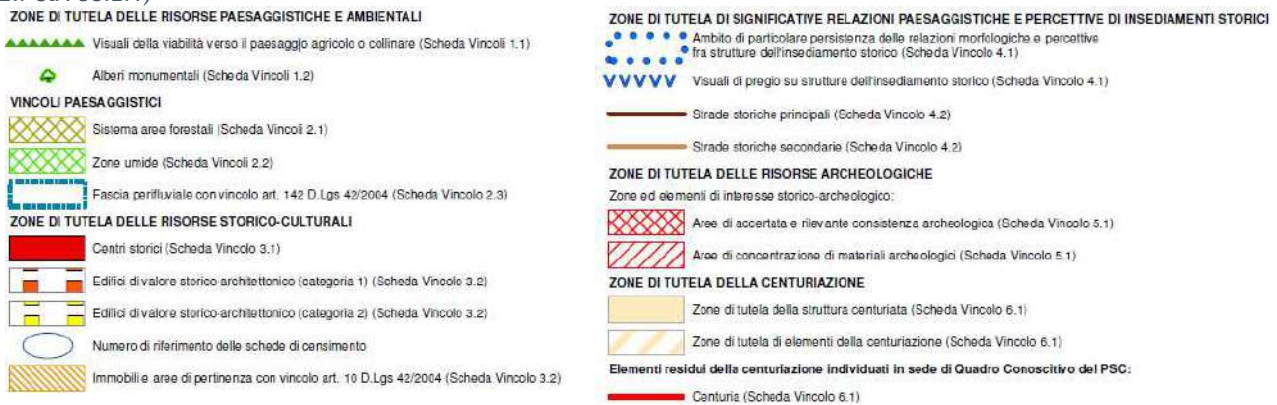 ZONE DI TUTELA DELLE RISORSE PAESAGGISTICHE E AMBIENTALI
Visuali della viabilità verso il paesaggio agricolo o collinare (Scheda Vincoli 1.1)
Alberi monumentali (Scheda Vincoli 1.2)
VINCOLI PAESAGGISTICI
Sistema aree forestali (Scheda Vincoli 2.1)
Zone umide (Scheda Vincoli 2.2)
Fascia perifluviale con vincolo art. 142 D.Lgs 42/2004 (Scheda Vincolo 2.3)
ZONE DI TUTELA DELLE RISORSE STORICO-CULTURALI
Centri storici (Scheda Vincolo 3.1)
Edifici di valore storico-architettonico (categoria 1) (Scheda Vincolo 3.2)
Edifici di valore storico-architettonico (categoria 2) (Scheda Vincolo 3.2)
Numero di riferimento delle schede di censimento
Immobili e aree di pertinenza con vincolo art. 10 D.Lgs 42/2004 (Scheda Vincolo 3.2)
ZONE DI TUTELA DI SIGNIFICATIVE RELAZIONI PAESAGGISTICHE E PERCETTIVE DI INSEDIAMENTI STORICI
Ambito di particolare persistenza delle relazioni morfologiche e percettive
fra strutture dell'insediamento storico (Scheda Vincolo 4.1)
Visuali di pregio su strutture dell'insediamento storico (Scheda Vincolo 4.1)
Strade storiche principali (Scheda Vincolo 4.2)
Strade storiche secondarie (Scheda Vincolo 4.2)
ZONE DI TUTELA DELLE RISORSE ARCHEOLOGICHE
Zone ed elementi di interesse storico-archeologico:
Aree di accertata e rilevante consistenza archeologica (Scheda Vincolo 5.1)
Aree di concentrazione di materiali archeologici (Scheda Vincolo 5.1)
ZONE DI TUTELA DELLA CENTURIAZIONE
Zone di tutela della struttura centuriata (Scheda Vincolo 6.1)
Zone di tutela di elementi della centuriazione (Scheda Vincolo 6.1)
Elementi residui della centuriazione individuati in sede di Quadro Conoscitivo del PSC:
Centuria (Scheda Vincolo 6.1)